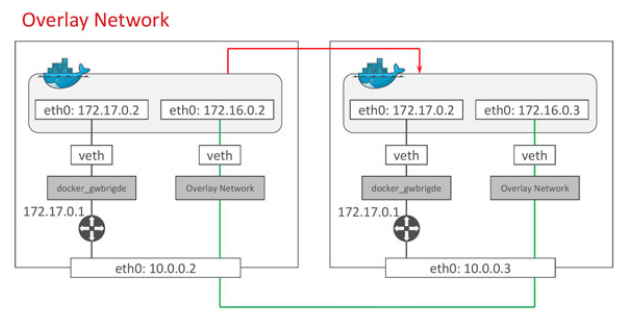 Overlay Network
eth0: 172.17.0.2 eth0: 172.16.0.2 eth0: 172.17.0.2 eth0: 172.16.0.3
veth veth veth veth
docker_gwbrigde Overlay Network docker_gwbrigde Overlay Network
172.17.0.1 172.17.0.1
eth0: 10.0.0.2 eth0: 10.0.0.3